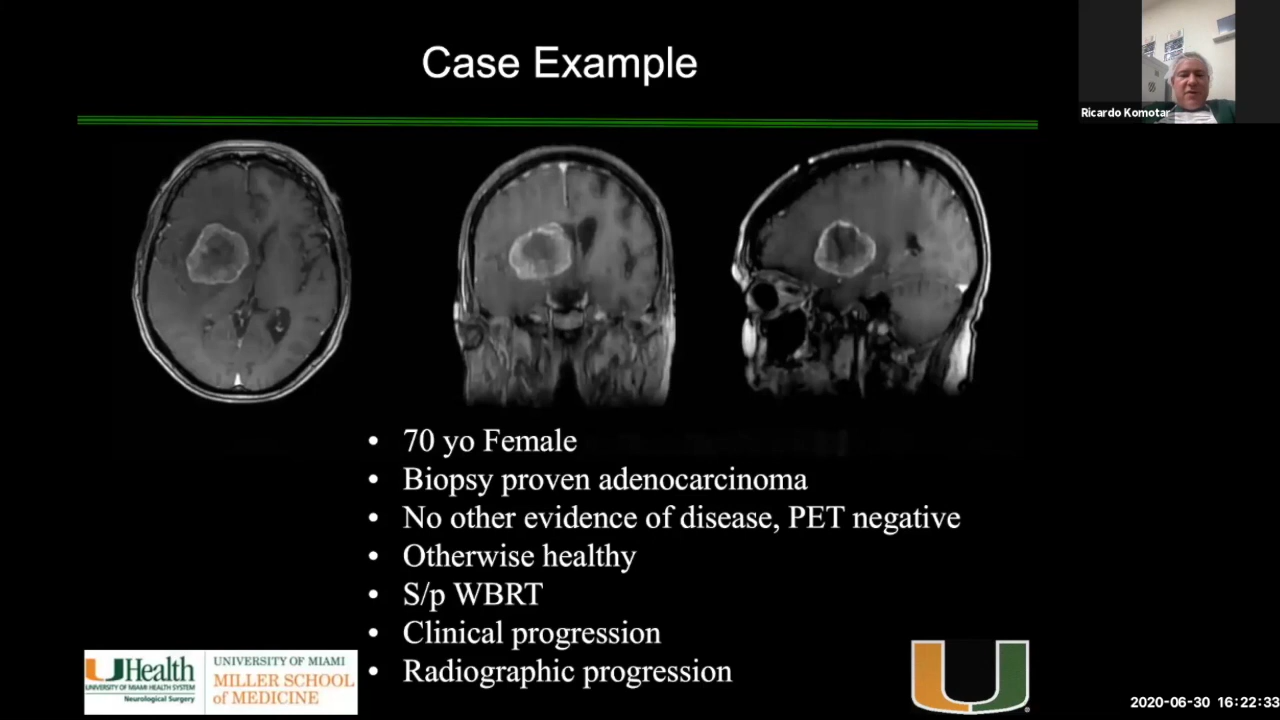 Case Example
Ricardo Komotar
• 70 yo Female
• Biopsy proven adenocarcinoma
• No other evidence of disease, PET negative
• Otherwise healthy
• S/p WBRT
• Clinical progression
• Radiographic progression
UHealth
UNIVERSITY OF MIAMI HEALTH SYSTEM
Neurological Surgery
UNIVERSITY OF MIAMI
MILLER SCHOOL
of MEDICINE
U
2020-06-30 16:22:33